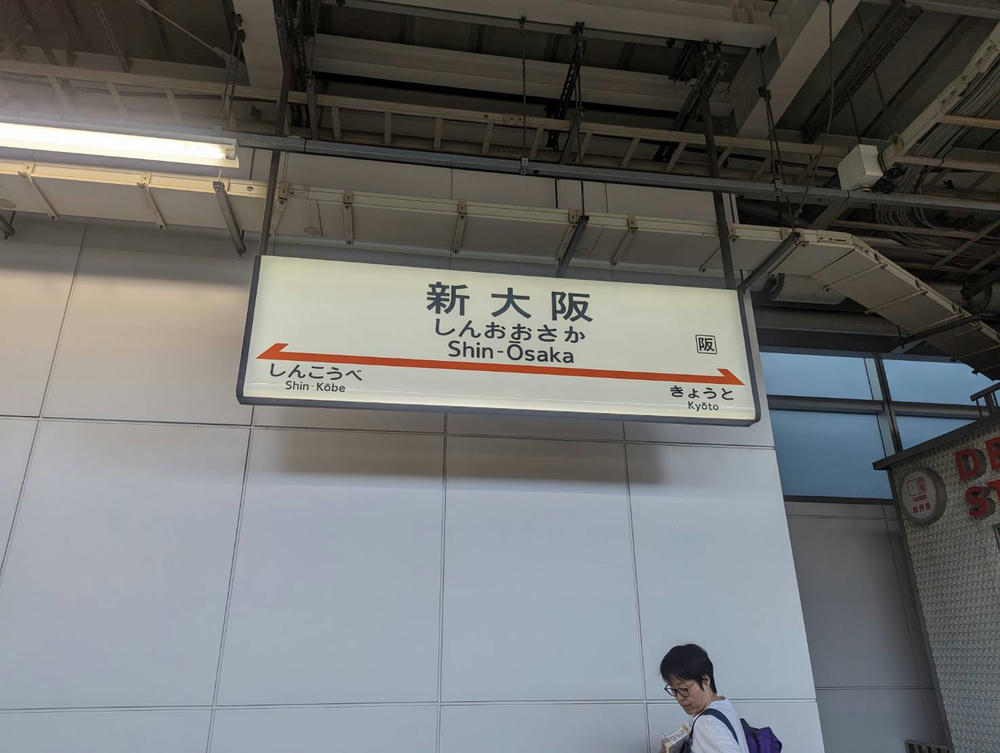 新大阪
しんおおさか
Shin-Ōsaka
阪
しんこうべ
Shin-Kōbe
きょうと
Kyōto